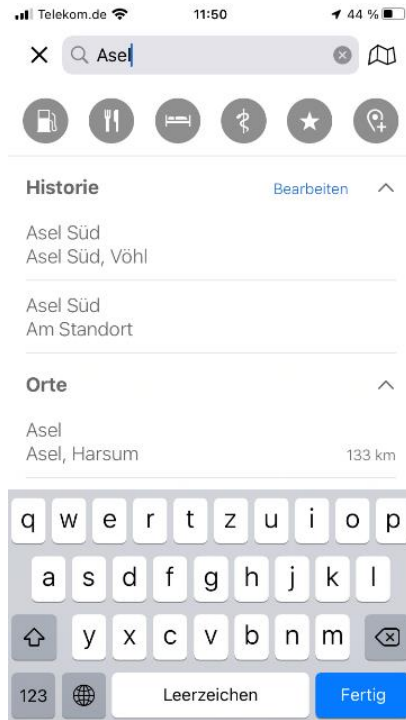 Telekom.de 11:50 44 %
Asel
Historie Bearbeiten
Asel Süd
Asel Süd, Vöhl
Asel Süd
Am Standort
Orte
Asel
Asel, Harsum 133 km
q w e r t z u i o p
a s d f g h j k l
y x c v b n m
123 Leerzeichen Fertig